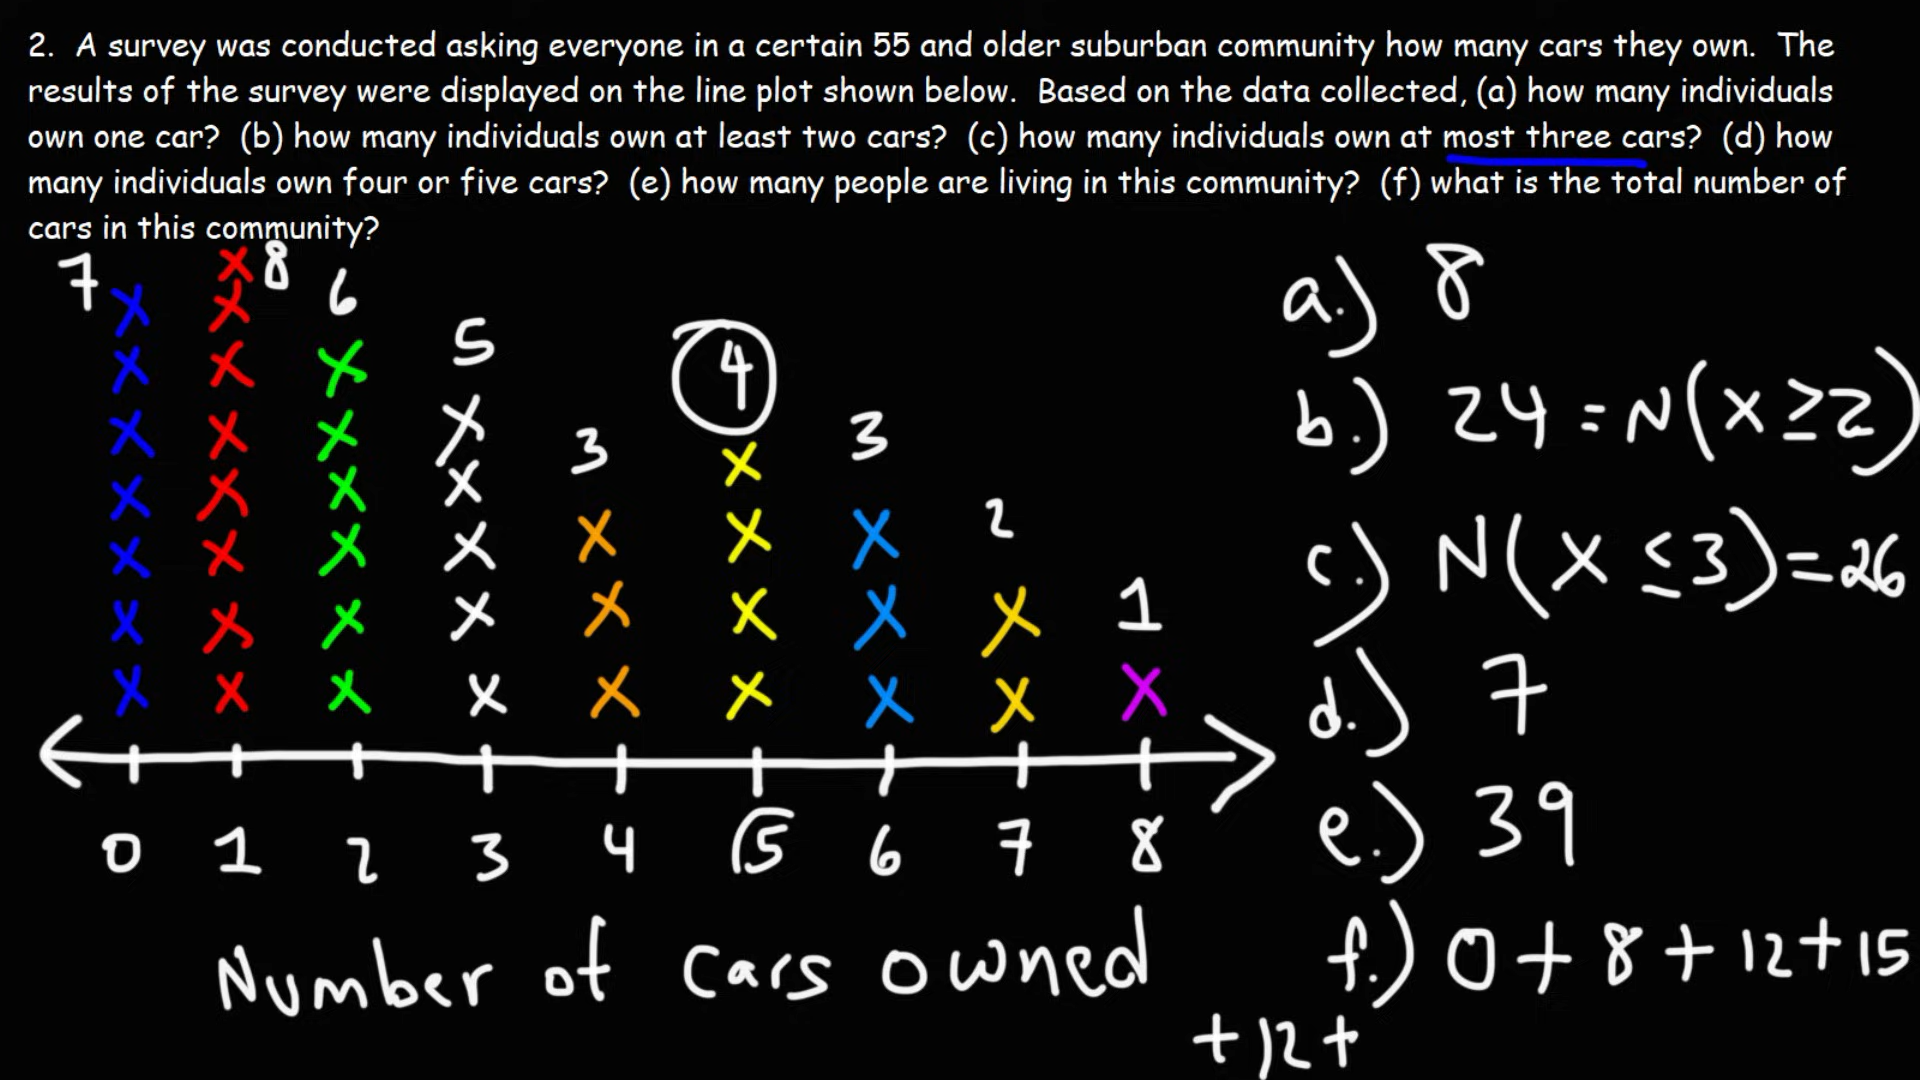 2. A survey was conducted asking everyone in a certain 55 and older suburban community how many cars they own. The
results of the survey were displayed on the line plot shown below. Based on the data collected, (a) how many individuals
own one car? (b) how many individuals own at least two cars? (c) how many individuals own at most three cars? (d) how
many individuals own four or five cars? (e) how many people are living in this community? (f) what is the total number of
cars in this community?
7 8 6 5 3 4 3 2 1
0 1 2 3 4 5 6 7 8
Number of cars owned
a.) 8
b.) 24 = N(X ≥ 2)
c.) N(X ≤ 3) = 26
d.) 7
e.) 39
f.) 0 + 8 + 12 + 15
+ 12 +